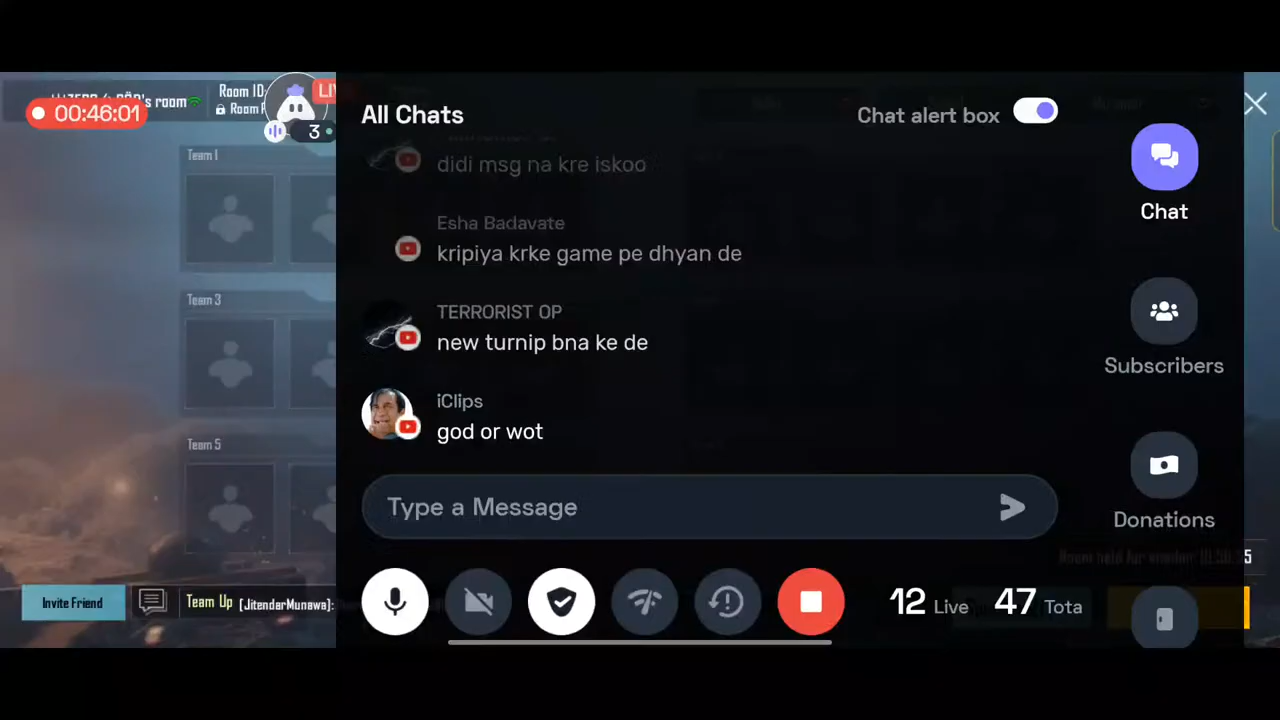 's room
Room ID:
LI
00:46:01
3
Team 1
Team 3
Team 5
Invite Friend
Team Up [JitendarMunawa]:
All Chats
Chat alert box
didi msg na kre iskoo
Esha Badavate
kripiya krke game pe dhyan de
TERRORIST OP
new turnip bna ke de
iClips
god or wot
Type a Message
12 Live 47 Tota
Chat
Subscribers
Donations